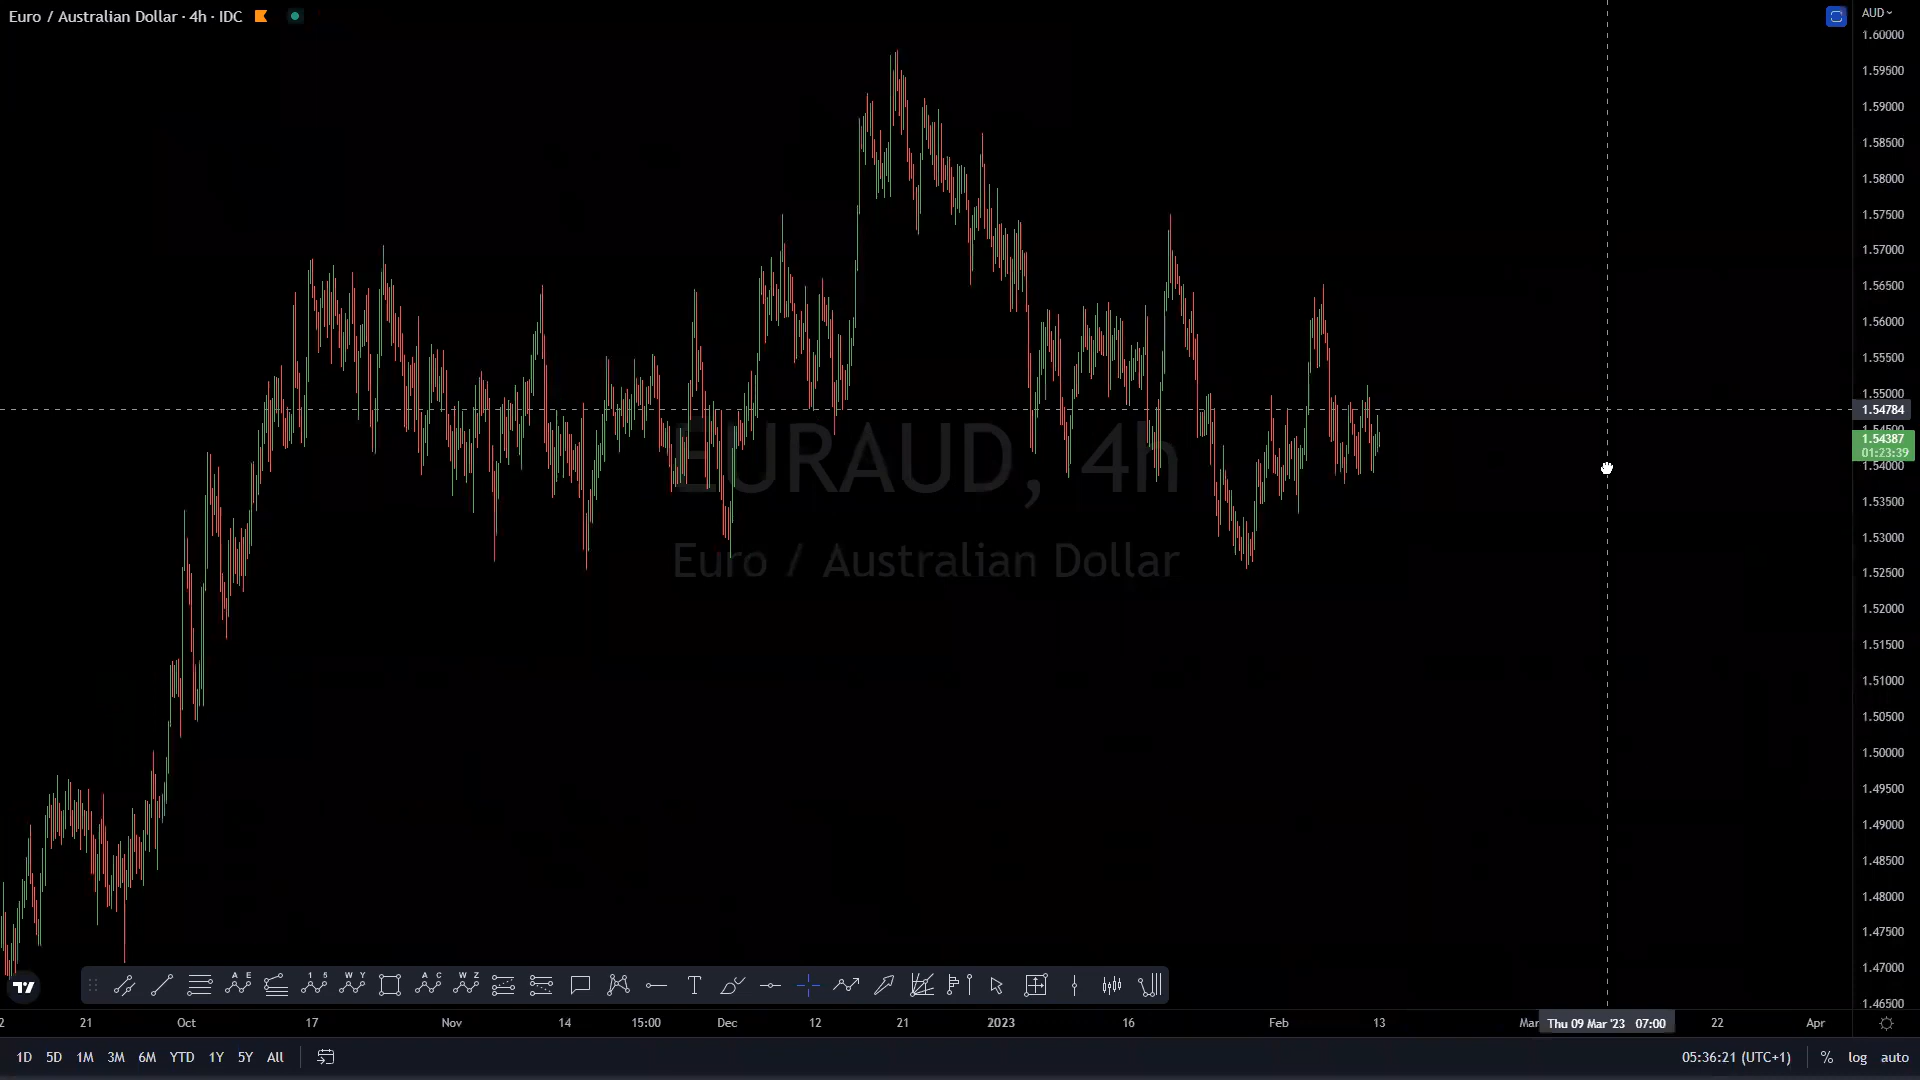 Euro / Australian Dollar · 4h · IDC
AUD
1.60000
1.59500
1.59000
1.58500
1.58000
1.57500
1.57000
1.56500
1.56000
1.55500
1.55000
1.54784
1.54500
1.54387
01:23:39
1.54000
1.53500
1.53000
1.52500
1.52000
1.51500
1.51000
1.50500
1.50000
1.49500
1.49000
1.48500
1.48000
1.47500
1.47000
1.46500
EURAUD, 4h
Euro / Australian Dollar
A E
1 5
W Y
A C
W Z
T
2 21 Oct 17 Nov 14 15:00 Dec 12 21 2023 16 Feb 13 Mar Thu 09 Mar '23 07:00 22 Apr
1D 5D 1M 3M 6M YTD 1Y 5Y All 05:36:21 (UTC+1) % log auto